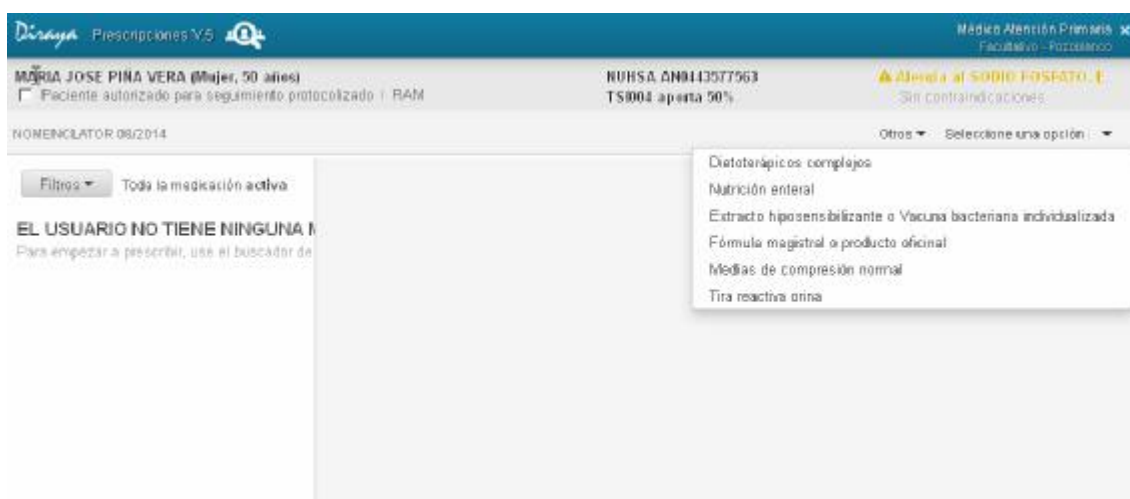 Diraya Prescripciones V.5
Médico Atención Primaria
Facultativo - Pozoblanco
MARIA JOSE PIÑA VERA (Mujer, 50 años)
Paciente autorizado para seguimiento protocolizado | RAM
NUHSA AN0443577563
TSI004 aporta 50%
Alergia al SODIO FOSFATO,
Sin contraindicaciones
NOMENCLATOR 08/2014
Otros
Seleccione una opción
Filtros
Toda la medicación activa
EL USUARIO NO TIENE NINGUNA
Para empezar a prescribir, use el buscador de
Dietoterápicos complejos
Nutrición enteral
Extracto hiposensibilizante o Vacuna bacteriana individualizada
Fórmula magistral o producto oficinal
Medias de compresión normal
Tira reactiva orina